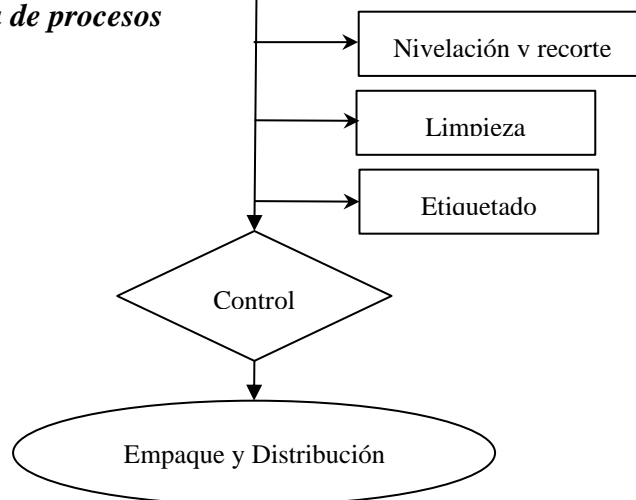 de procesos
Nivelación y recorte
Limpieza
Etiquetado
Control
Empaque y Distribución